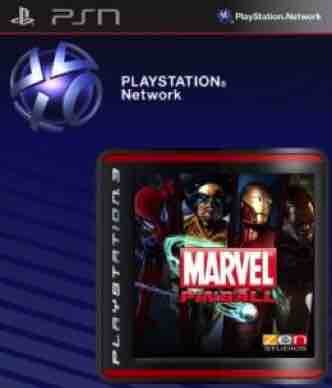 PSN
PlayStation.Network
PLAYSTATION®
Network
PLAYSTATION 3
MARVEL
PINBALL
ZEN
STUDIOS